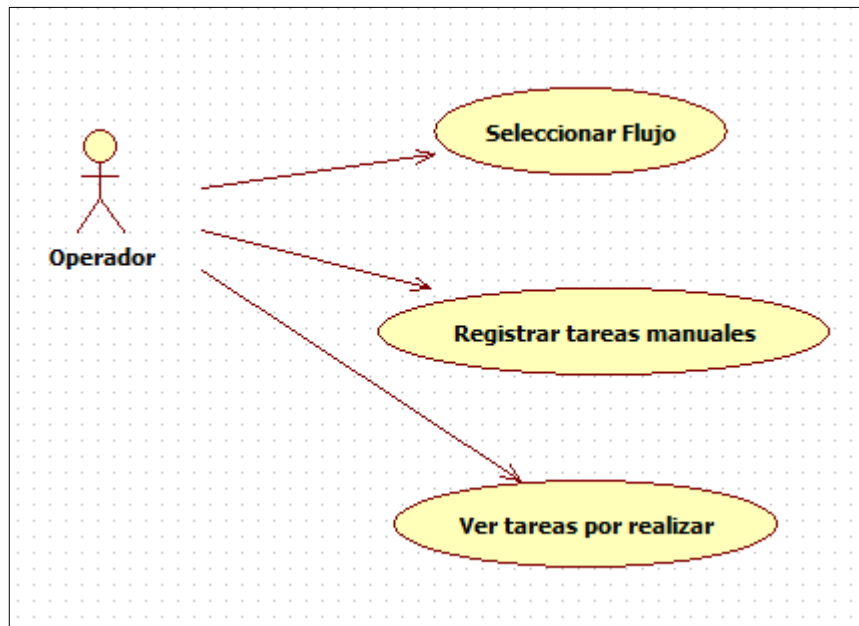 Seleccionar Flujo
Operador
Registrar tareas manuales
Ver tareas por realizar